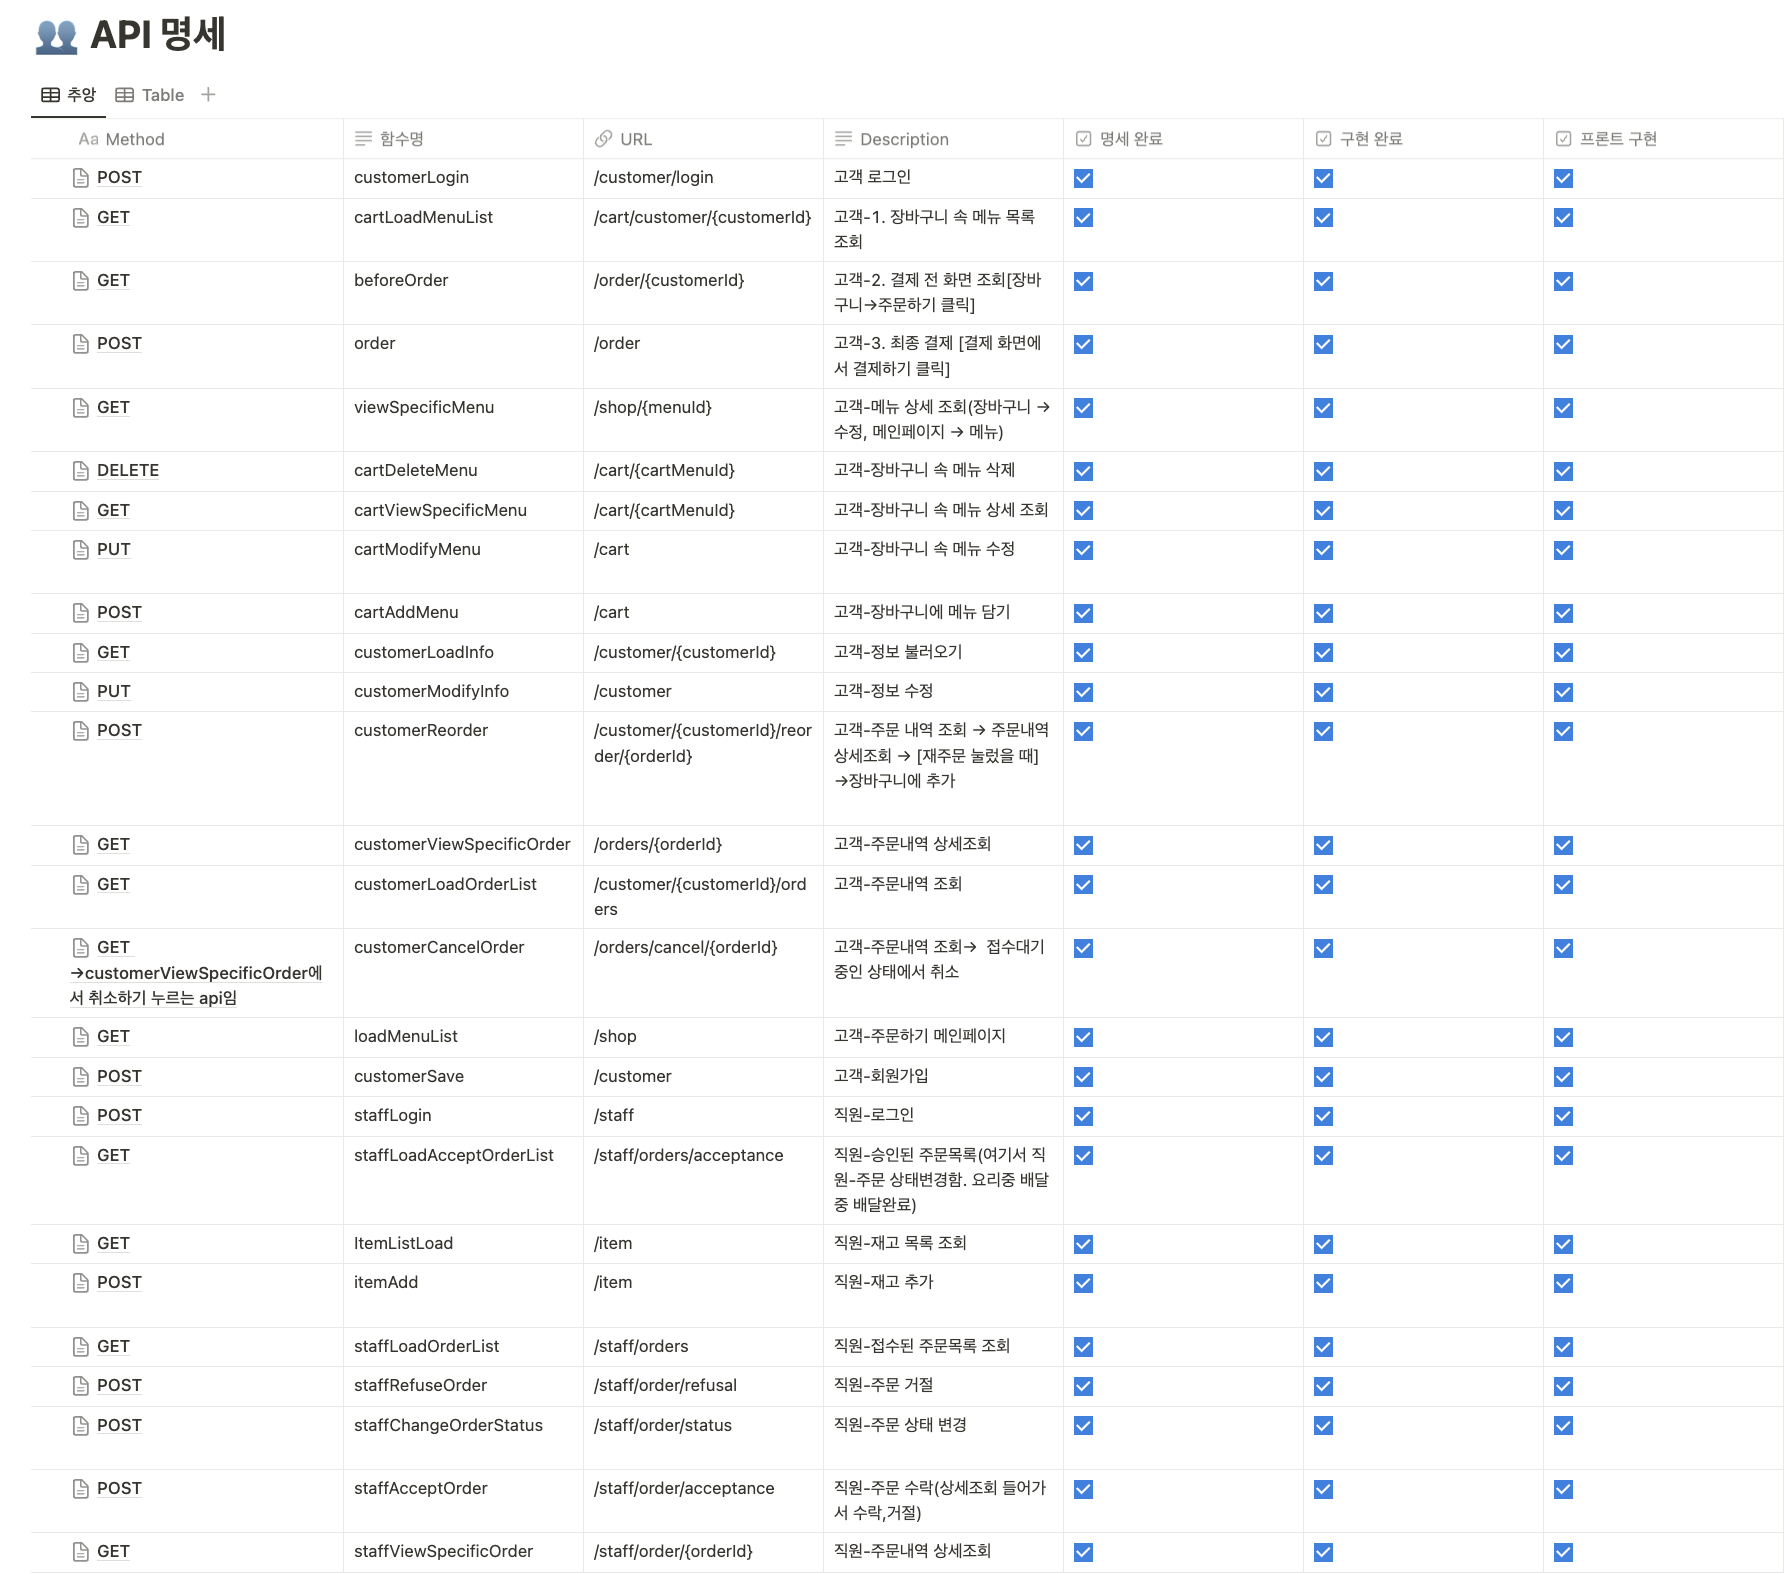 👥 API 명세
추앙 Table +
Aa Method 함수명 URL Description 명세 완료 구현 완료 프론트 구현
POST customerLogin /customer/login 고객 로그인
GET cartLoadMenuList /cart/customer/{customerId} 고객-1. 장바구니 속 메뉴 목록
조회
GET beforeOrder /order/{customerId} 고객-2. 결제 전 화면 조회[장바
구니→주문하기 클릭]
POST order /order 고객-3. 최종 결제 [결제 화면에
서 결제하기 클릭]
GET viewSpecificMenu /shop/{menuId} 고객-메뉴 상세 조회(장바구니 →
수정, 메인페이지 → 메뉴)
DELETE cartDeleteMenu /cart/{cartMenuId} 고객-장바구니 속 메뉴 삭제
GET cartViewSpecificMenu /cart/{cartMenuId} 고객-장바구니 속 메뉴 상세 조회
PUT cartModifyMenu /cart 고객-장바구니 속 메뉴 수정
POST cartAddMenu /cart 고객-장바구니에 메뉴 담기
GET customerLoadInfo /customer/{customerId} 고객-정보 불러오기
PUT customerModifyInfo /customer 고객-정보 수정
POST customerReorder /customer/{customerId}/reor 고객-주문 내역 조회 → 주문내역
der/{orderId} 상세조회 → [재주문 눌렀을 때]
→장바구니에 추가
GET customerViewSpecificOrder /orders/{orderId} 고객-주문내역 상세조회
GET customerLoadOrderList /customer/{customerId}/ord 고객-주문내역 조회
ers
GET customerCancelOrder /orders/cancel/{orderId} 고객-주문내역 조회→ 접수대기
→customerViewSpecificOrder에 중인 상태에서 취소
서 취소하기 누르는 api임
GET loadMenuList /shop 고객-주문하기 메인페이지
POST customerSave /customer 고객-회원가입
POST staffLogin /staff 직원-로그인
GET staffLoadAcceptOrderList /staff/orders/acceptance 직원-승인된 주문목록(여기서 직
원-주문 상태변경함. 요리중 배달
중 배달완료)
GET ItemListLoad /item 직원-재고 목록 조회
POST itemAdd /item 직원-재고 추가
GET staffLoadOrderList /staff/orders 직원-접수된 주문목록 조회
POST staffRefuseOrder /staff/order/refusal 직원-주문 거절
POST staffChangeOrderStatus /staff/order/status 직원-주문 상태 변경
POST staffAcceptOrder /staff/order/acceptance 직원-주문 수락(상세조회 들어가
서 수락,거절)
GET staffViewSpecificOrder /staff/order/{orderId} 직원-주문내역 상세조회